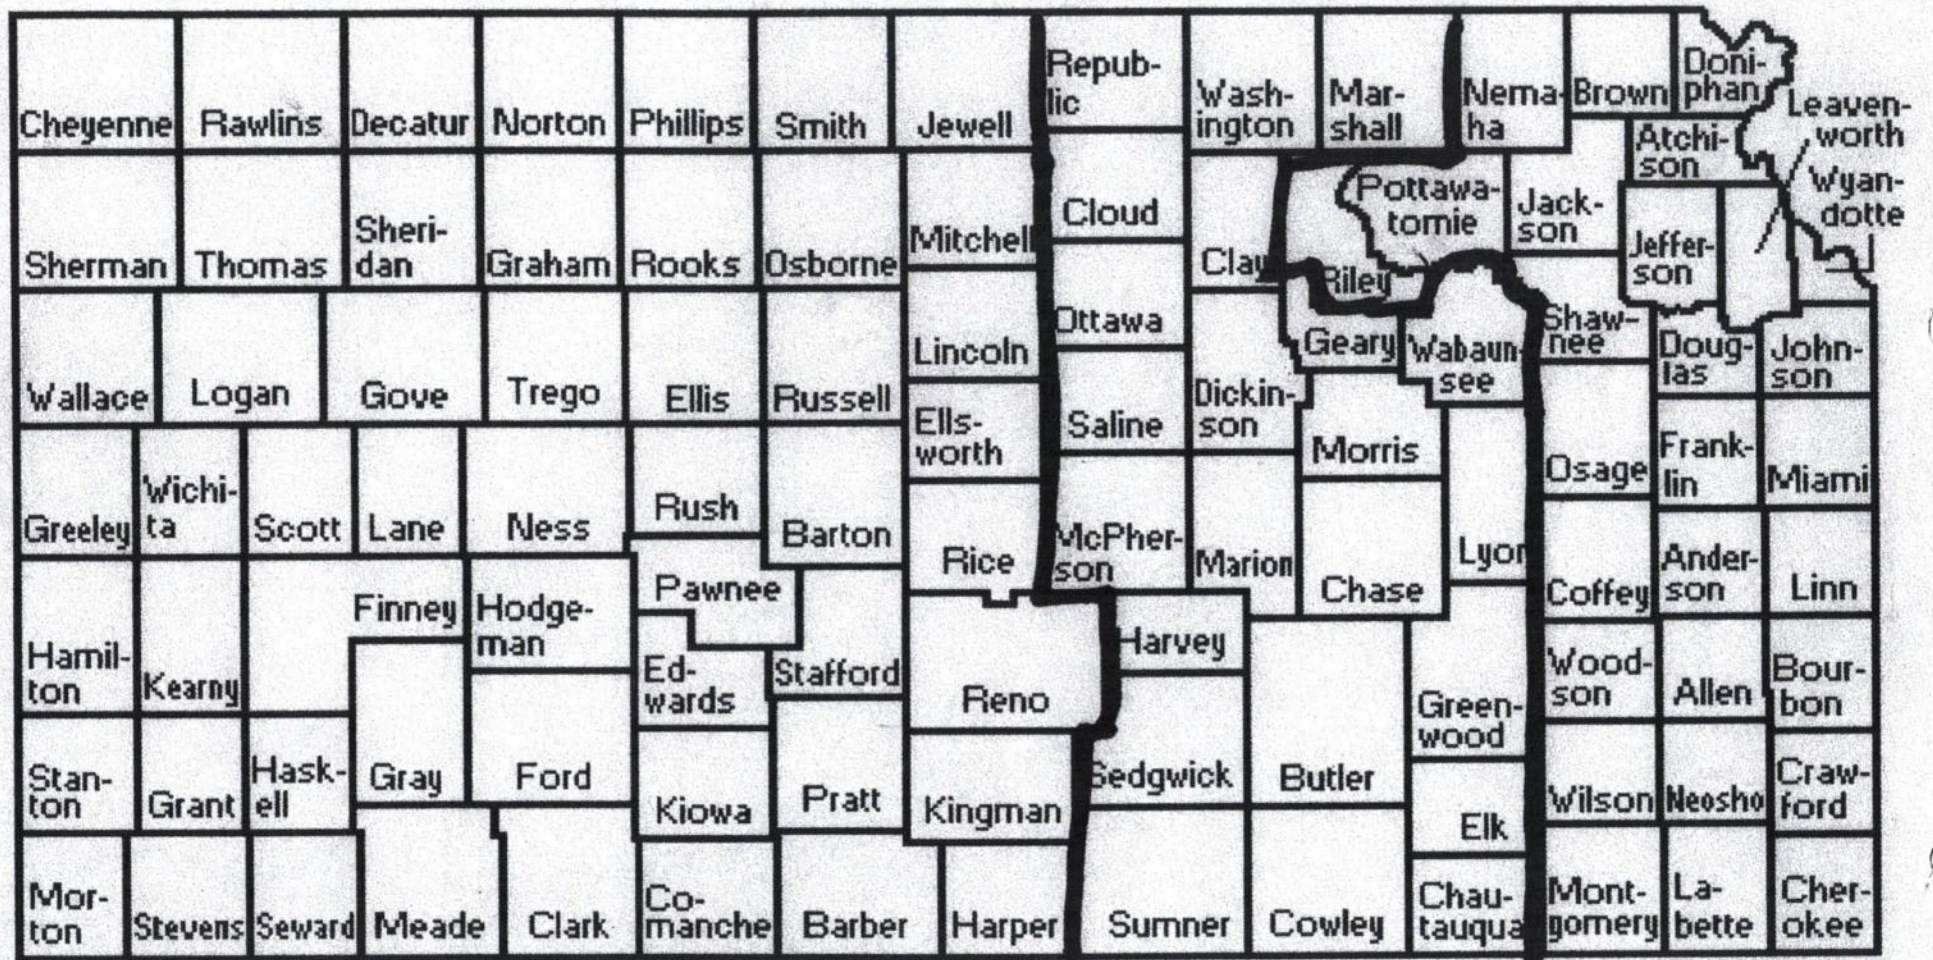 Cheyenne
Rawlins
Decatur
Norton
Phillips
Smith
Jewell
Repub-
lic
Wash-
ington
Mar-
shall
Nema-
ha
Brown
Doni-
phan
Leaven-
worth
Atchi-
son
Wyan-
dotte
Sherman
Thomas
Sheri-
dan
Graham
Rooks
Osborne
Mitchell
Cloud
Clay
Riley
Pottawa-
tomie
Jack-
son
Jeffer-
son
Wallace
Logan
Gove
Trego
Ellis
Russell
Lincoln
Ottawa
Saline
Dickin-
son
Geary
Wabaun-
see
Shaw-
nee
Doug-
las
John-
son
Greeley
Wichi-
ta
Scott
Lane
Ness
Rush
Barton
Ells-
worth
Rice
McPher-
son
Marion
Morris
Chase
Lyon
Osage
Frank-
lin
Miami
Hamil-
ton
Kearny
Finney
Hodge-
man
Pawnee
Ed-
wards
Stafford
Reno
Harvey
Coffey
Ander-
son
Linn
Stan-
ton
Grant
Hask-
ell
Gray
Ford
Kiowa
Pratt
Kingman
Sedgwick
Butler
Green-
wood
Wood-
son
Allen
Bour-
bon
Elk
Wilson
Neosho
Craw-
ford
Mor-
ton
Stevens
Seward
Meade
Clark
Co-
manche
Barber
Harper
Sumner
Cowley
Chau-
tauqua
Mont-
gomery
La-
bette
Cher-
okee